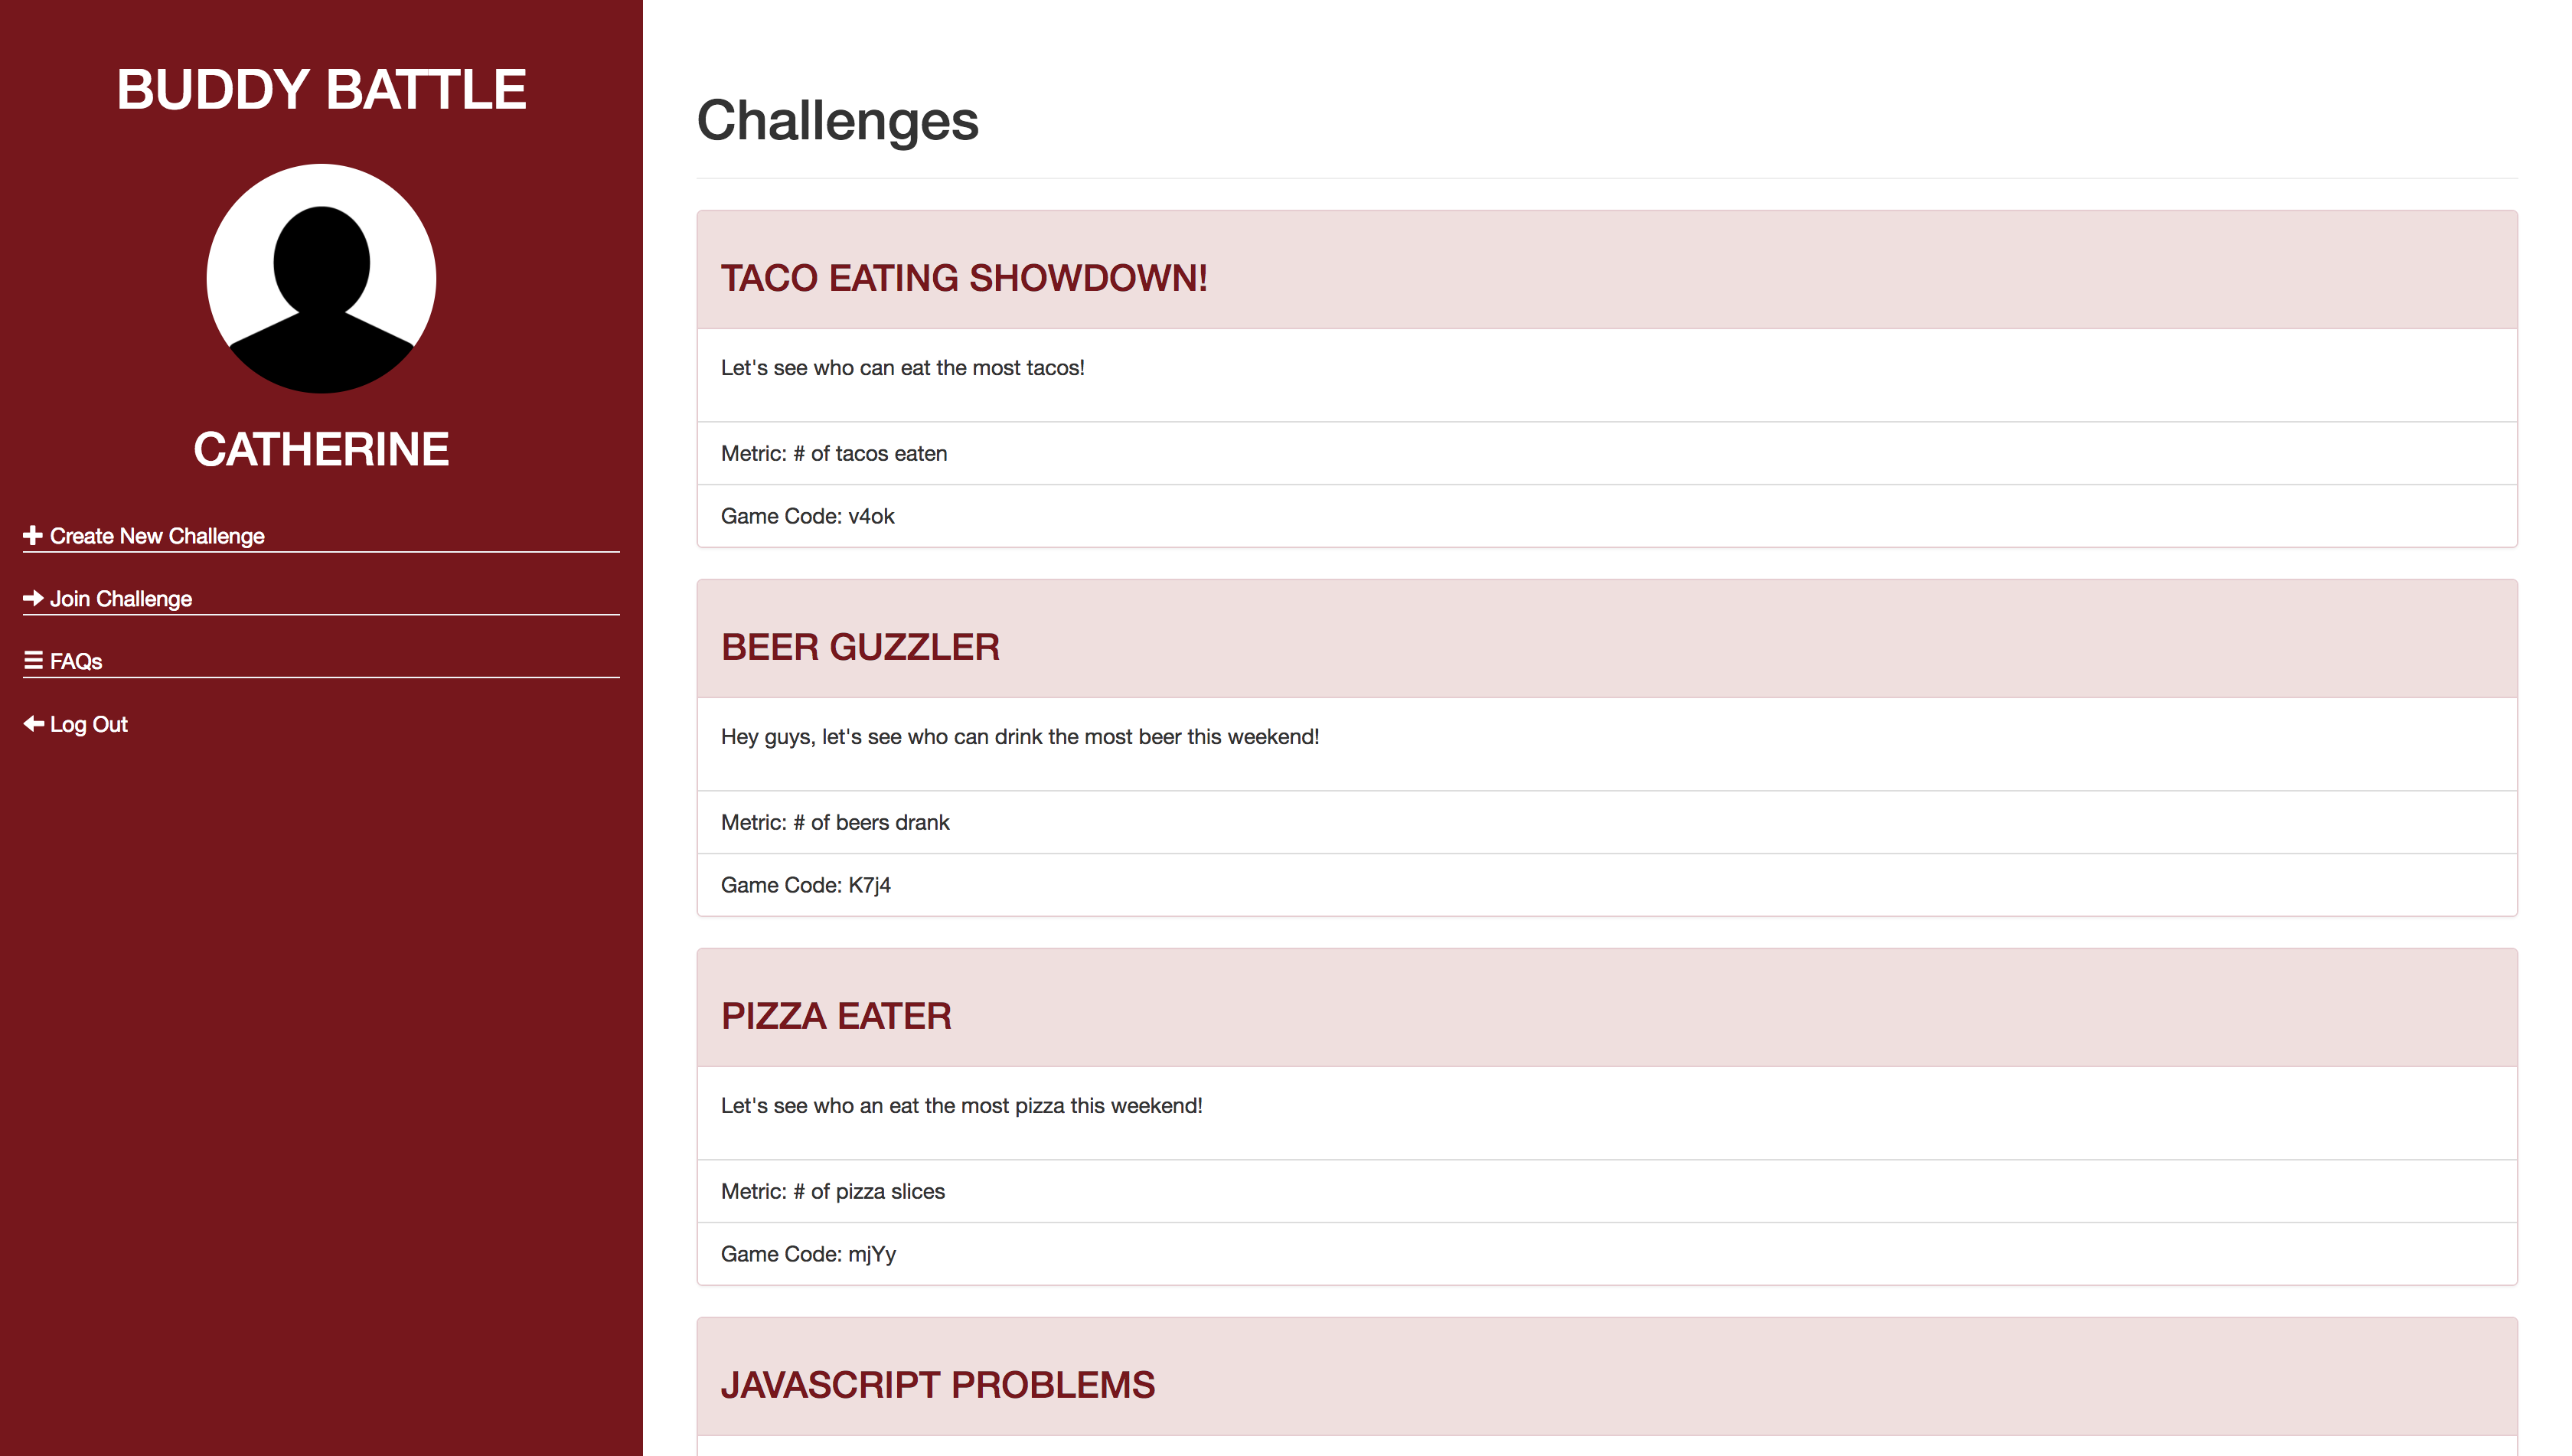 BUDDY BATTLE
CATHERINE
Create New Challenge
Join Challenge
FAQs
Log Out
Challenges
TACO EATING SHOWDOWN!
Let's see who can eat the most tacos!
Metric: # of tacos eaten
Game Code: v4ok
BEER GUZZLER
Hey guys, let's see who can drink the most beer this weekend!
Metric: # of beers drank
Game Code: K7j4
PIZZA EATER
Let's see who an eat the most pizza this weekend!
Metric: # of pizza slices
Game Code: mjYy
JAVASCRIPT PROBLEMS